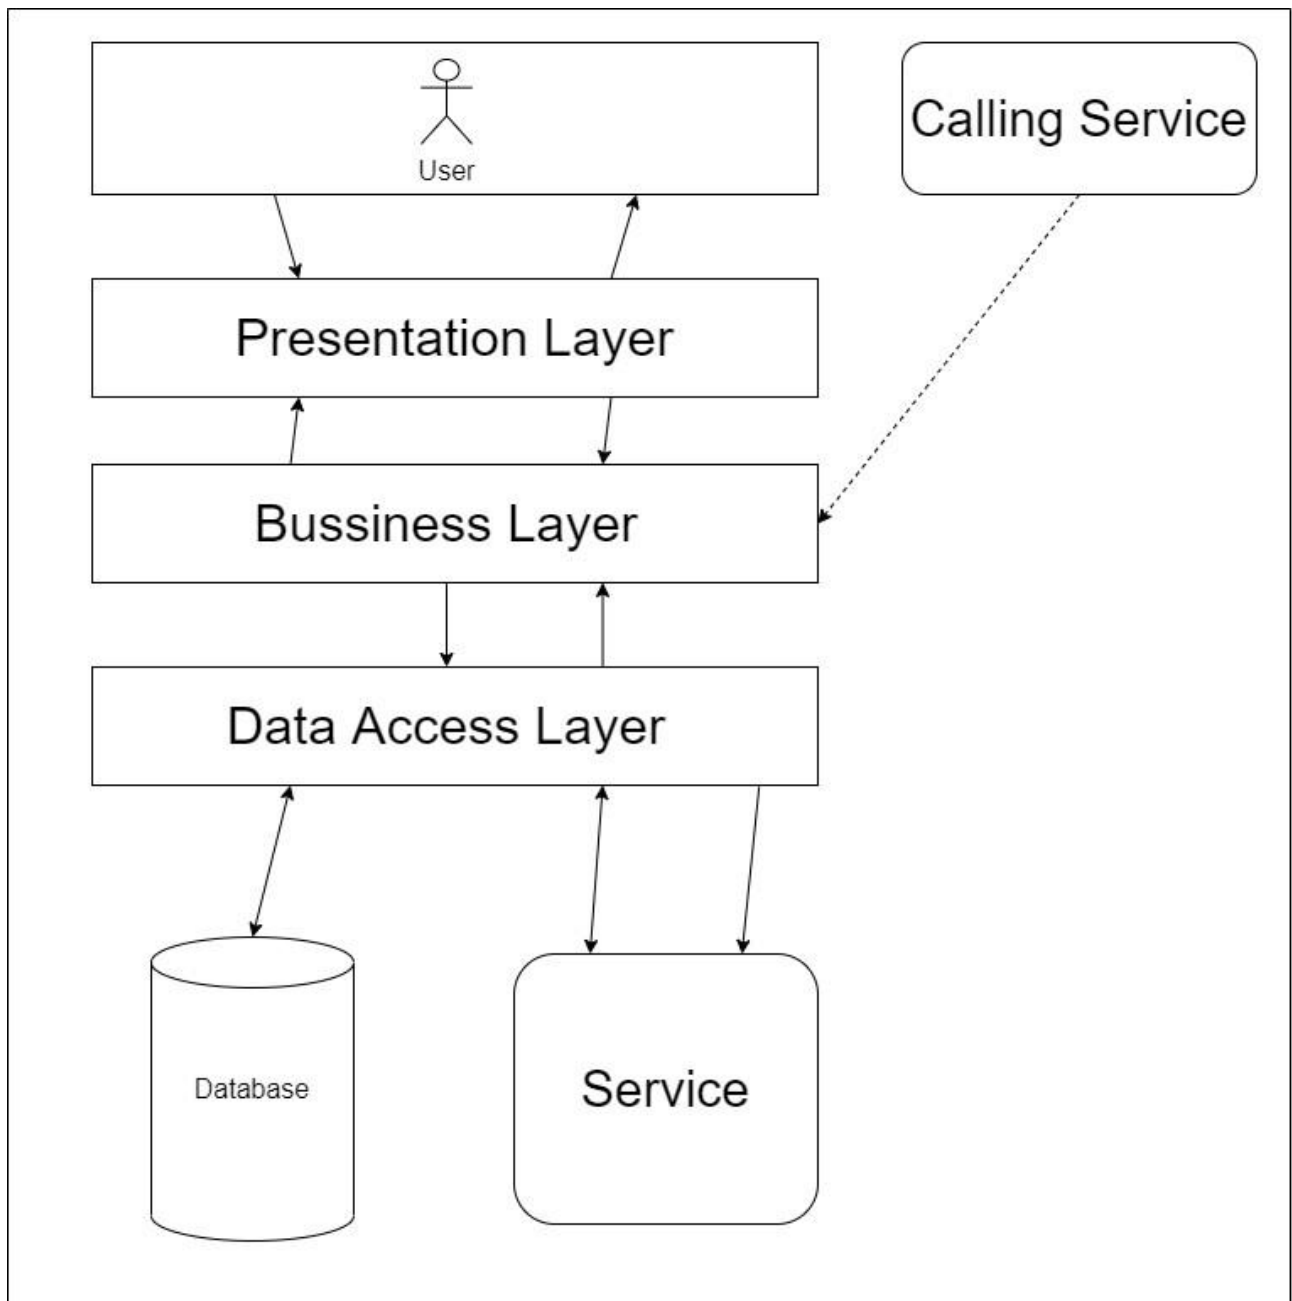 User
Calling Service
Presentation Layer
Bussiness Layer
Data Access Layer
Database
Service